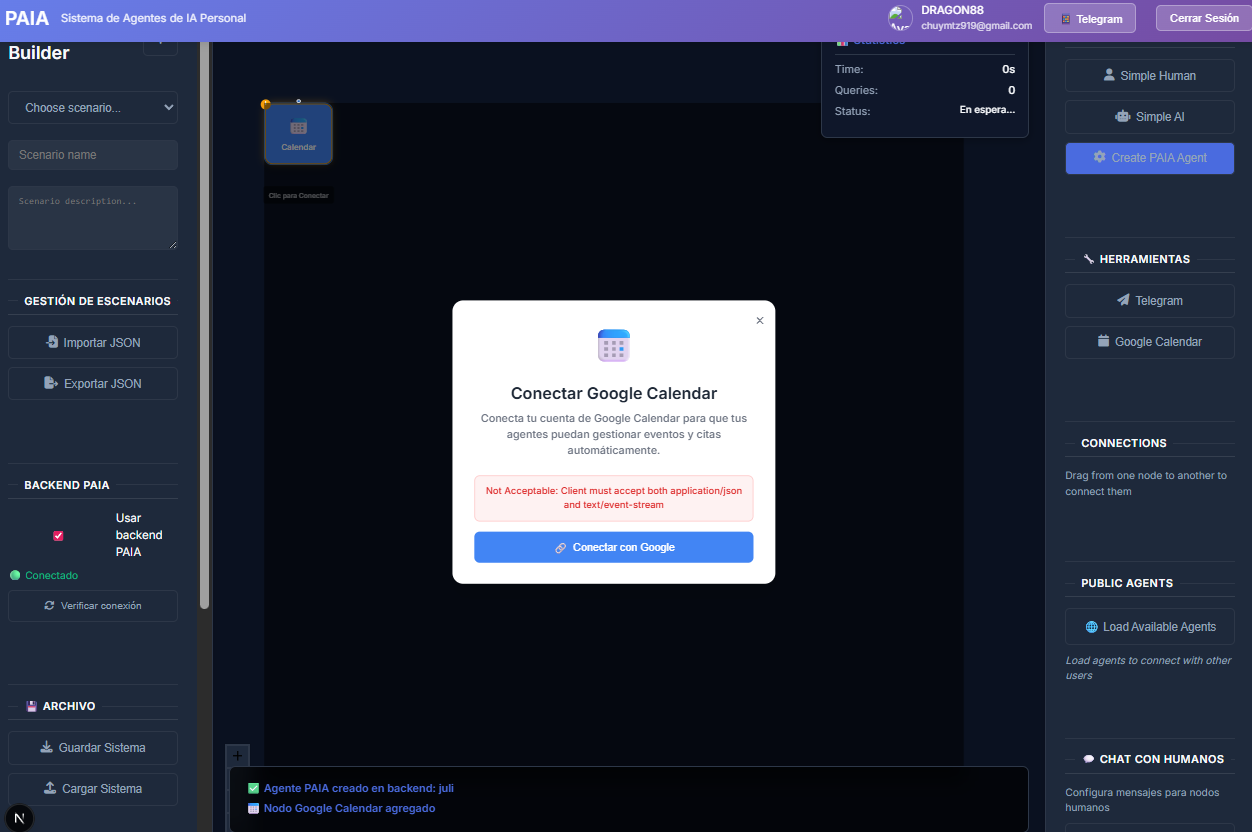 PAIA Sistema de Agentes de IA Personal
DRAGON88
chuymtz919@gmail.com
Telegram
Cerrar Sesión
Builder
Choose scenario...
Scenario name
Scenario description...
GESTIÓN DE ESCENARIOS
Importar JSON
Exportar JSON
BACKEND PAIA
Usar
backend
PAIA
Conectado
Verificar conexión
ARCHIVO
Guardar Sistema
Cargar Sistema
N
Calendar
Clic para Conectar
Statistics
Time: 0s
Queries: 0
Status: En espera...
×
Conectar Google Calendar
Conecta tu cuenta de Google Calendar para que tus
agentes puedan gestionar eventos y citas
automáticamente.
Not Acceptable: Client must accept both application/json
and text/event-stream
Conectar con Google
+
Agente PAIA creado en backend: juli
Nodo Google Calendar agregado
Simple Human
Simple AI
Create PAIA Agent
HERRAMIENTAS
Telegram
Google Calendar
CONNECTIONS
Drag from one node to another to
connect them
PUBLIC AGENTS
Load Available Agents
Load agents to connect with other
users
CHAT CON HUMANOS
Configura mensajes para nodos
humanos